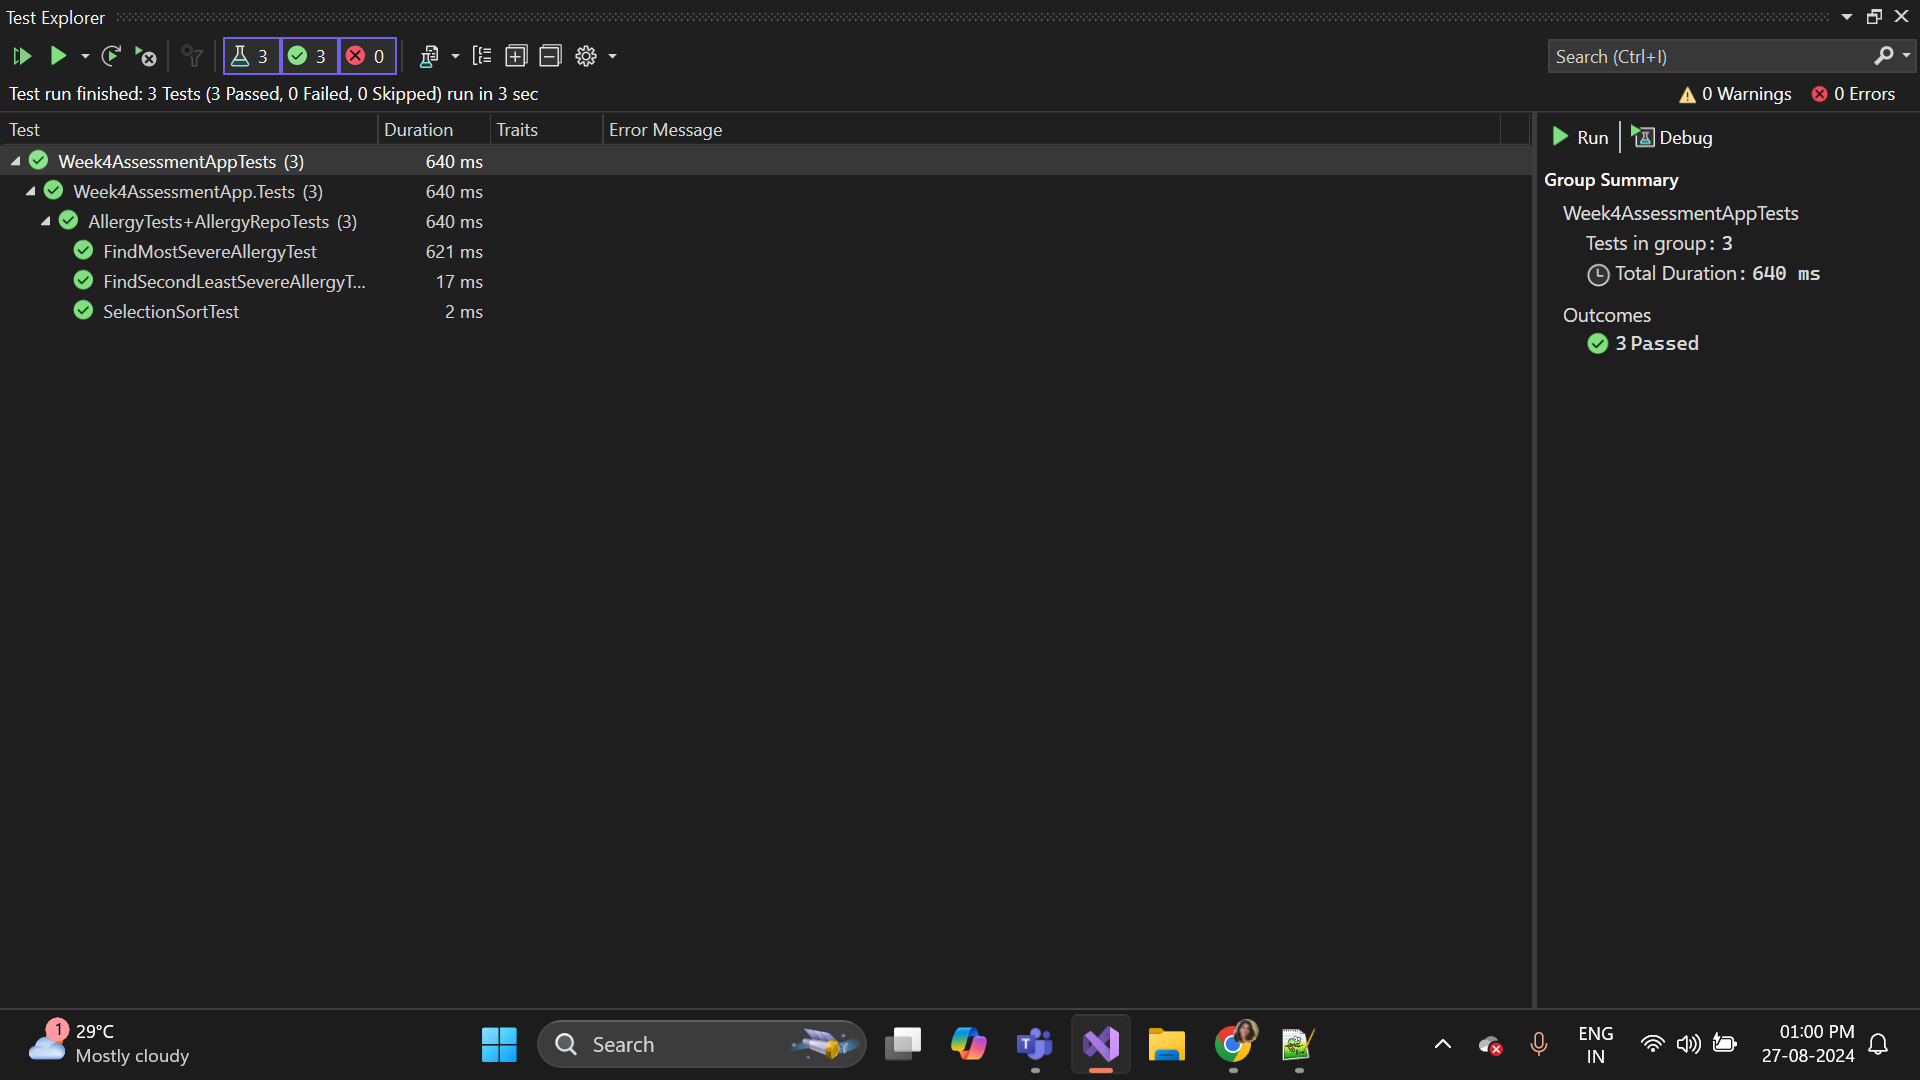 Test Explorer
3 3 0
Search (Ctrl+I)
Test run finished: 3 Tests (3 Passed, 0 Failed, 0 Skipped) run in 3 sec
0 Warnings 0 Errors
Test Duration Traits Error Message
Week4AssessmentAppTests (3) 640 ms
Week4AssessmentApp.Tests (3) 640 ms
AllergyTests+AllergyRepoTests (3) 640 ms
FindMostSevereAllergyTest 621 ms
FindSecondLeastSevereAllergyT... 17 ms
SelectionSortTest 2 ms
Run Debug
Group Summary
Week4AssessmentAppTests
Tests in group: 3
Total Duration: 640 ms
Outcomes
3 Passed
1
29°C
Mostly cloudy
Search
ENG
IN
01:00 PM
27-08-2024